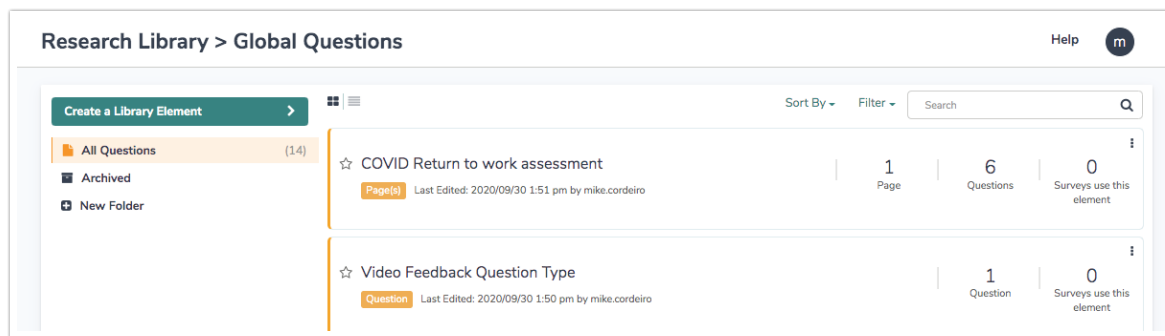 Research Library > Global Questions
Help
m
Create a Library Element
All Questions (14)
Archived
New Folder
Sort By
Filter
Search
COVID Return to work assessment
Page(s) Last Edited: 2020/09/30 1:51 pm by mike.cordeiro
1
Page
6
Questions
0
Surveys use this
element
Video Feedback Question Type
Question Last Edited: 2020/09/30 1:50 pm by mike.cordeiro
1
Question
0
Surveys use this
element